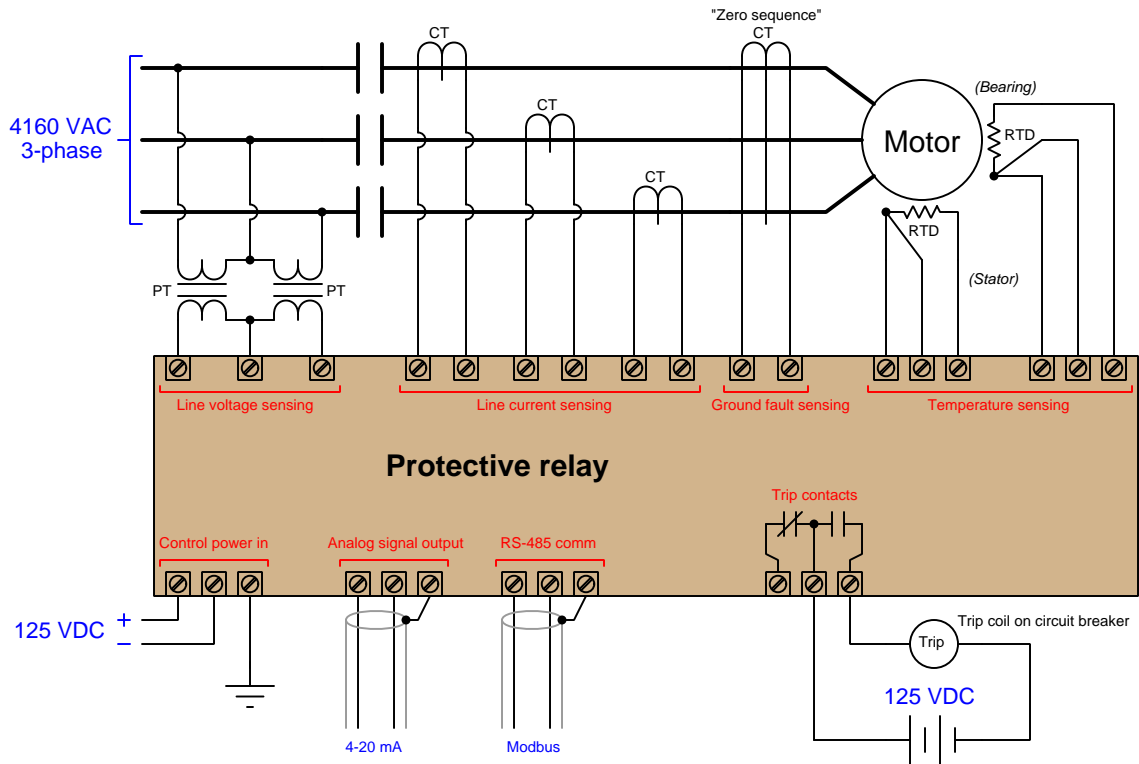 "Zero sequence"
CT
CT
CT
CT
4160 VAC
3-phase
Motor
(Bearing)
RTD
RTD
(Stator)
PT
PT
Line voltage sensing
Line current sensing
Ground fault sensing
Temperature sensing
Protective relay
Trip contacts
Control power in
Analog signal output
RS-485 comm
125 VDC
+
–
4-20 mA
Modbus
Trip
Trip coil on circuit breaker
125 VDC